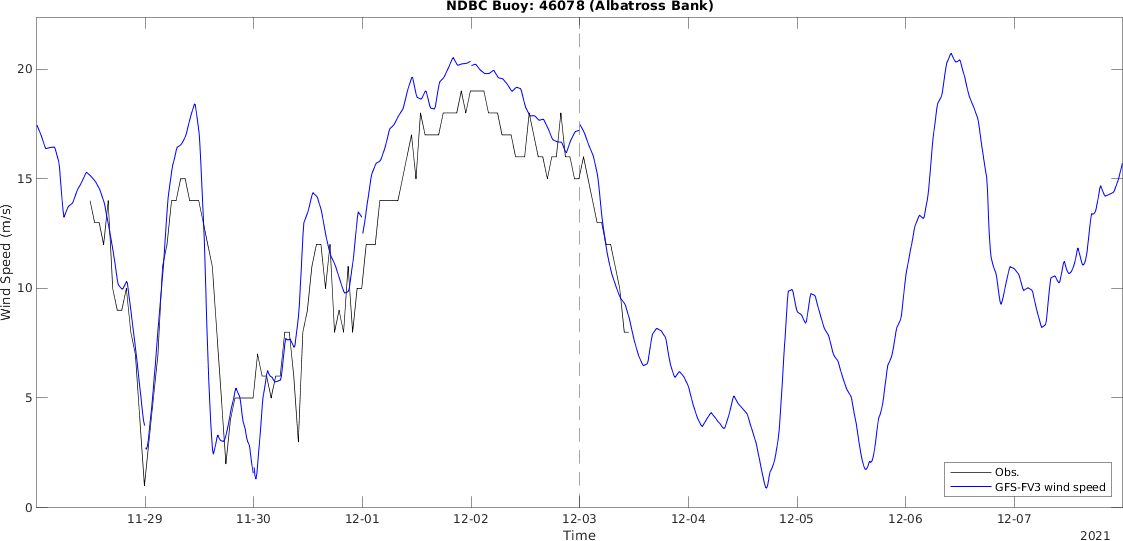 NDBC Buoy: 46078 (Albatross Bank)
20
15
10
5
0
Wind Speed (m/s)
11-29 11-30 12-01 12-02 12-03 12-04 12-05 12-06 12-07
Time
2021
Obs.
GFS-FV3 wind speed